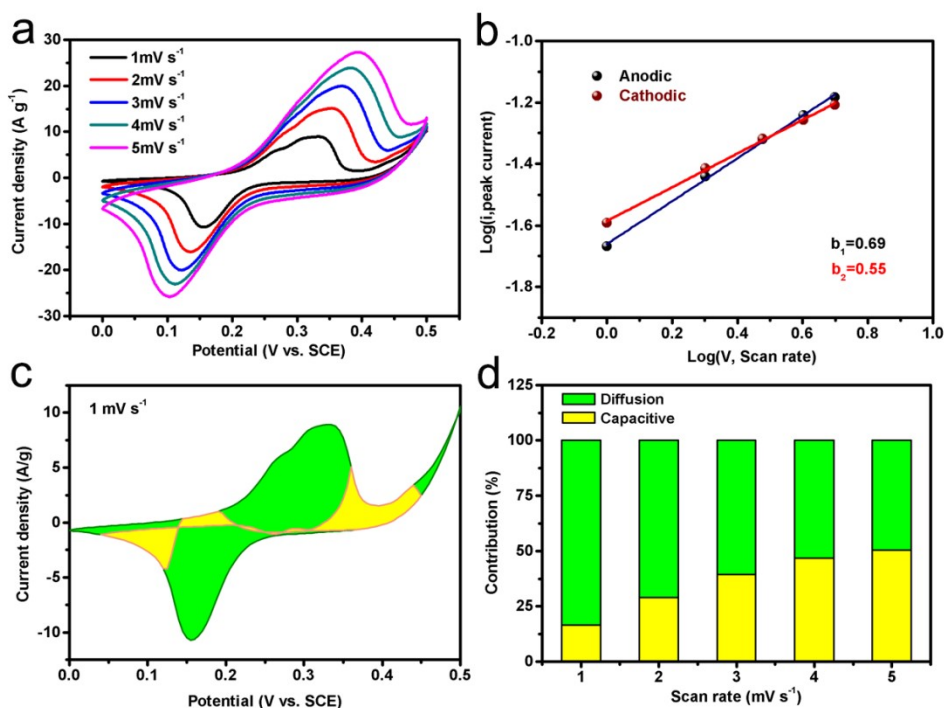 a
30
20
10
0
-10
-20
-30
Current density (A g⁻¹)
1mV s⁻¹
2mV s⁻¹
3mV s⁻¹
4mV s⁻¹
5mV s⁻¹
0.0 0.1 0.2 0.3 0.4 0.5
Potential (V vs. SCE)
b
-1.0
-1.2
-1.4
-1.6
-1.8
Log(i,peak current)
Anodic
Cathodic
b₁=0.69
b₂=0.55
-0.2 0.0 0.2 0.4 0.6 0.8 1.0
Log(V, Scan rate)
c
1 mV s⁻¹
10
5
0
-5
-10
Current density (A/g)
0.0 0.1 0.2 0.3 0.4 0.5
Potential (V vs. SCE)
d
125
100
75
50
25
0
Contribution (%)
Diffusion
Capacitive
1 2 3 4 5
Scan rate (mV s⁻¹)